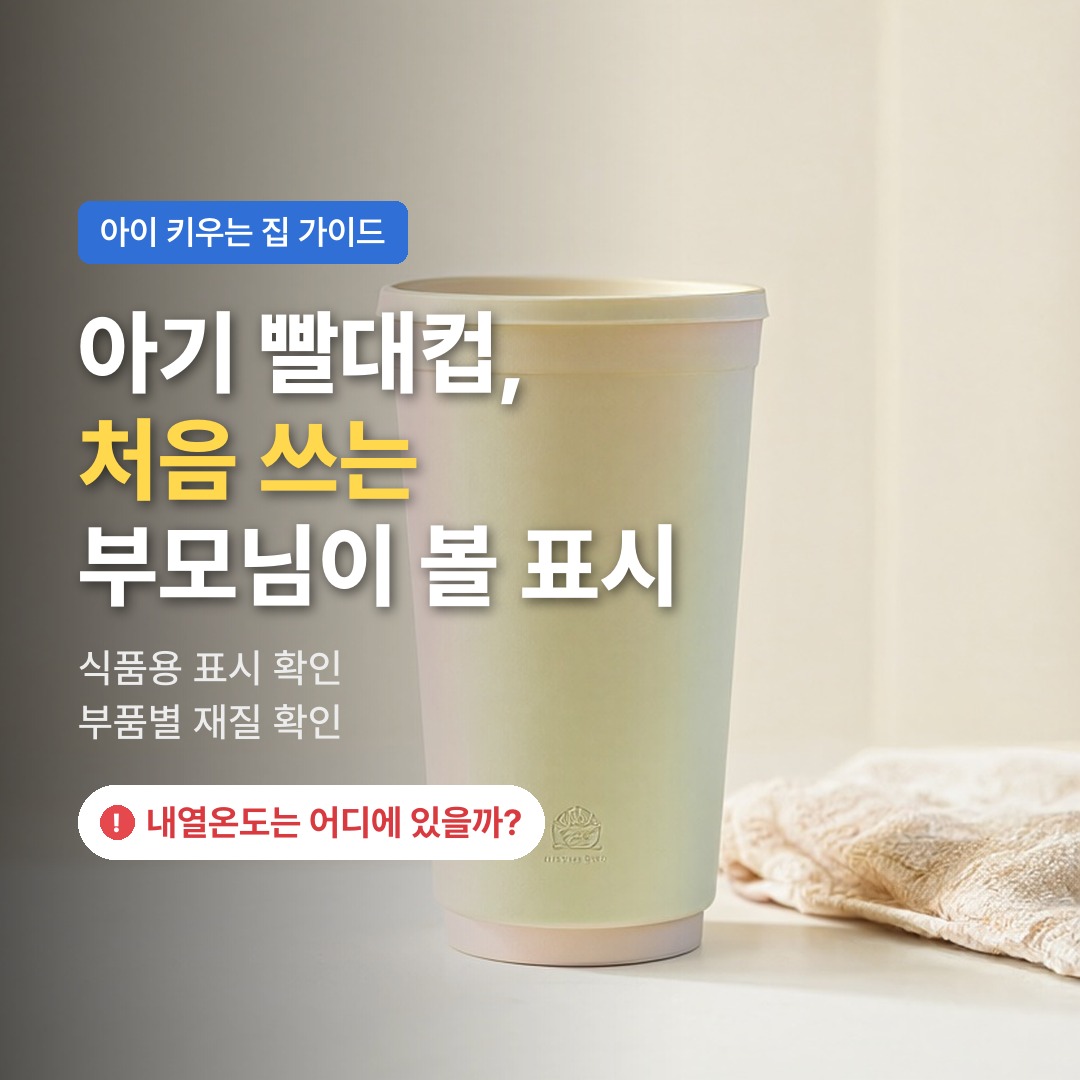 아이 키우는 집 가이드
아기 빨대컵,
처음 쓰는
부모님이 볼 표시
식품용 표시 확인
부품별 재질 확인
내열온도는 어디에 있을까?